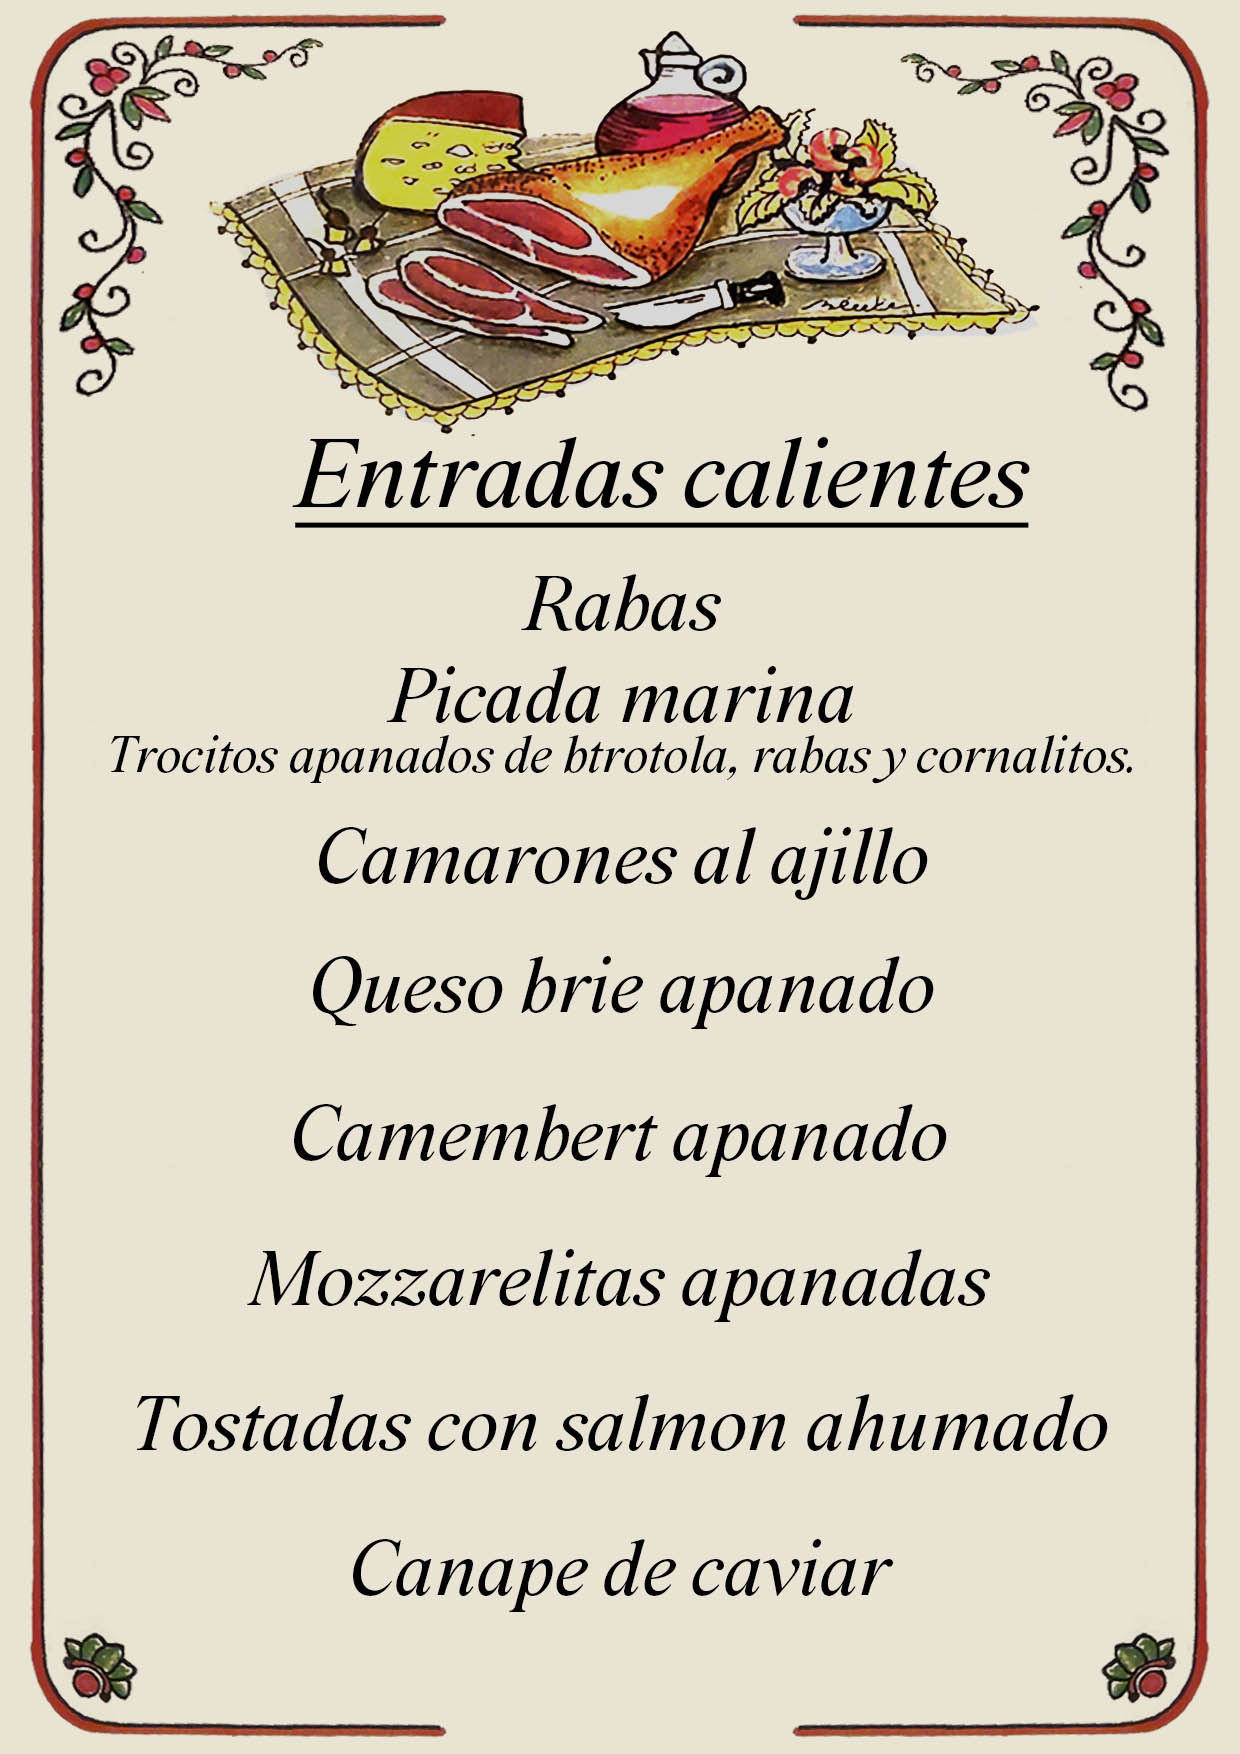 Entradas calientes
Rabas
Picada marina
Trocitos apanados de btrotola, rabas y cornalitos.
Camarones al ajillo
Queso brie apanado
Camembert apanado
Mozzarelitas apanadas
Tostadas con salmon ahumado
Canape de caviar